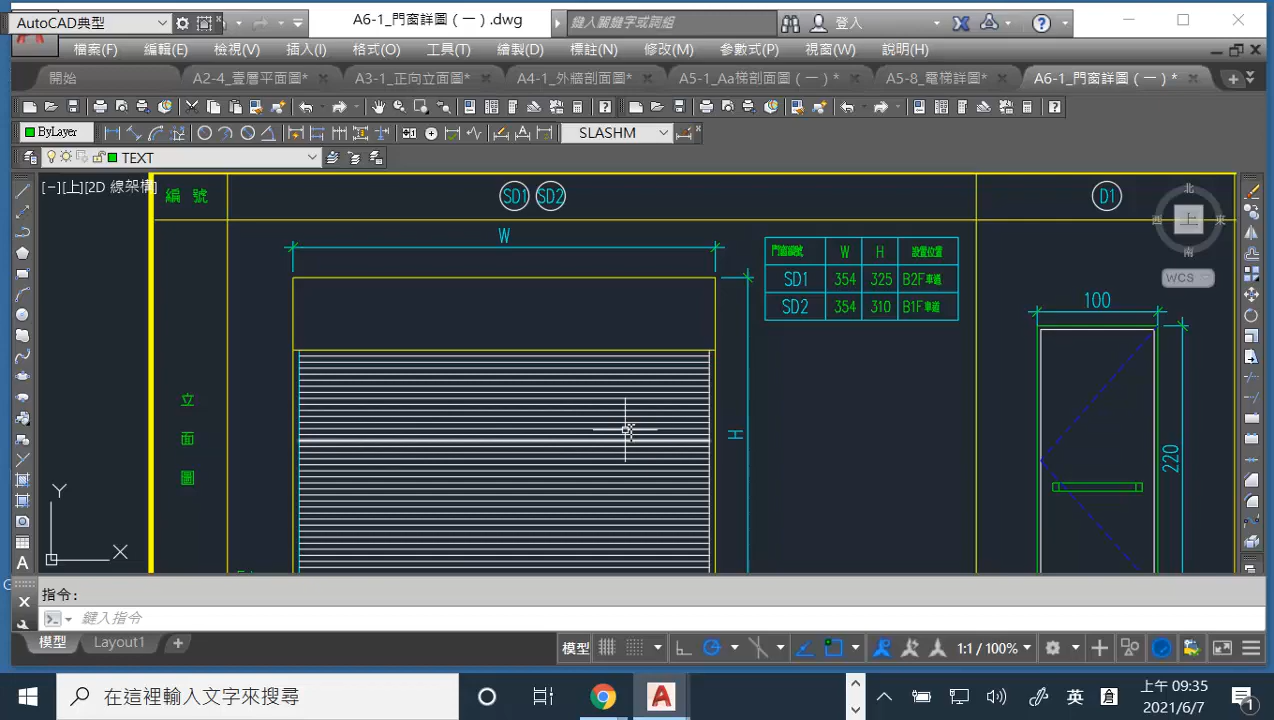 AutoCAD典型
A6-1_門窗詳圖(一).dwg
鍵入關鍵字或詞組
登入
檔案(F) 編輯(E) 檢視(V) 插入(I) 格式(O) 工具(T) 繪製(D) 標註(N) 修改(M) 參數式(P) 視窗(W) 說明(H)
開始 A2-4_壹層平面圖* A3-1_正向立面圖* A4-1_外牆剖面圖* A5-1_Aa梯剖面圖(一)* A5-8_電梯詳圖* A6-1_門窗詳圖(一)*
ByLayer
SLASHM
TEXT
[−][上][2D 線架構]
編 號
SD1 SD2
D1
北
西 上 東
南
WCS
W
門窗編號 W H 設置位置
SD1 354 325 B2F車道
SD2 354 310 B1F車道
100
立
面
圖
H
220
Y
X
指令:
鍵入指令
模型 Layout1 +
模型
1:1 / 100%
在這裡輸入文字來搜尋
英
上午 09:35
2021/6/7
1